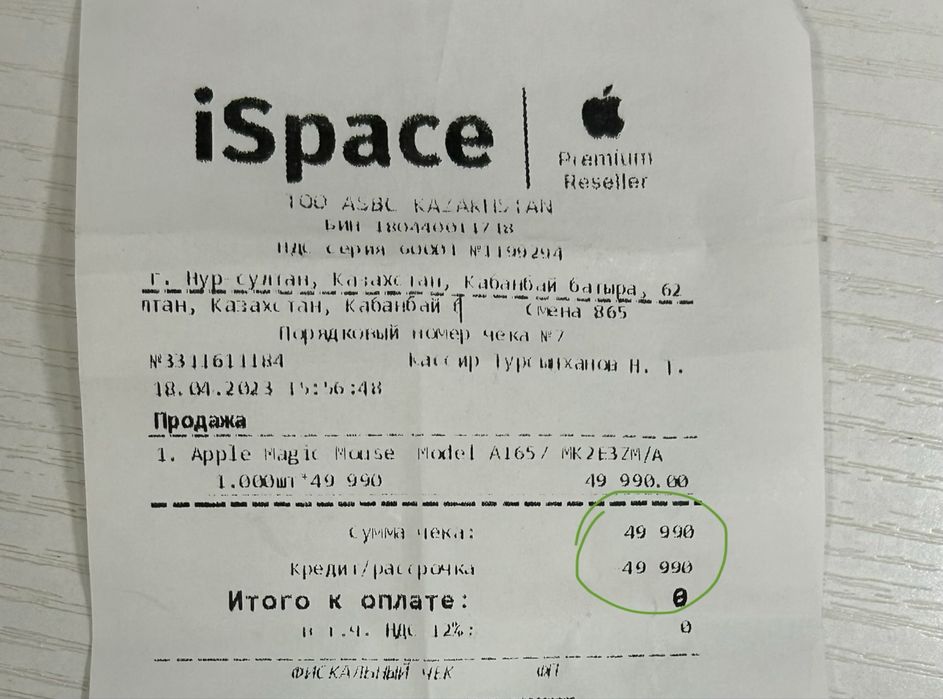 iSpace
Premium
Reseller
ТОО ASBC KAZAKHSTAN
БИН 180440011718
НДС серия 60001 №1199294
г. Нур-султан, Казахстан, Кабанбай батыра, 62
лтан, Казахстан, Кабанбай б Смена 865
Порядковый номер чека №7
№3311611184 Кассир Турсынханов Н. Т.
18.04.2023 15:56:48
Продажа
1. Apple Magic Mouse Model A1657 MK2E3ZM/A
1.000шт*49 990 49 990.00
Сумма чека: 49 990
Кредит/рассрочка 49 990
Итого к оплате: 0
в т.ч. НДС 12%: 0
ФИСКАЛЬНЫЙ ЧЕК ФП